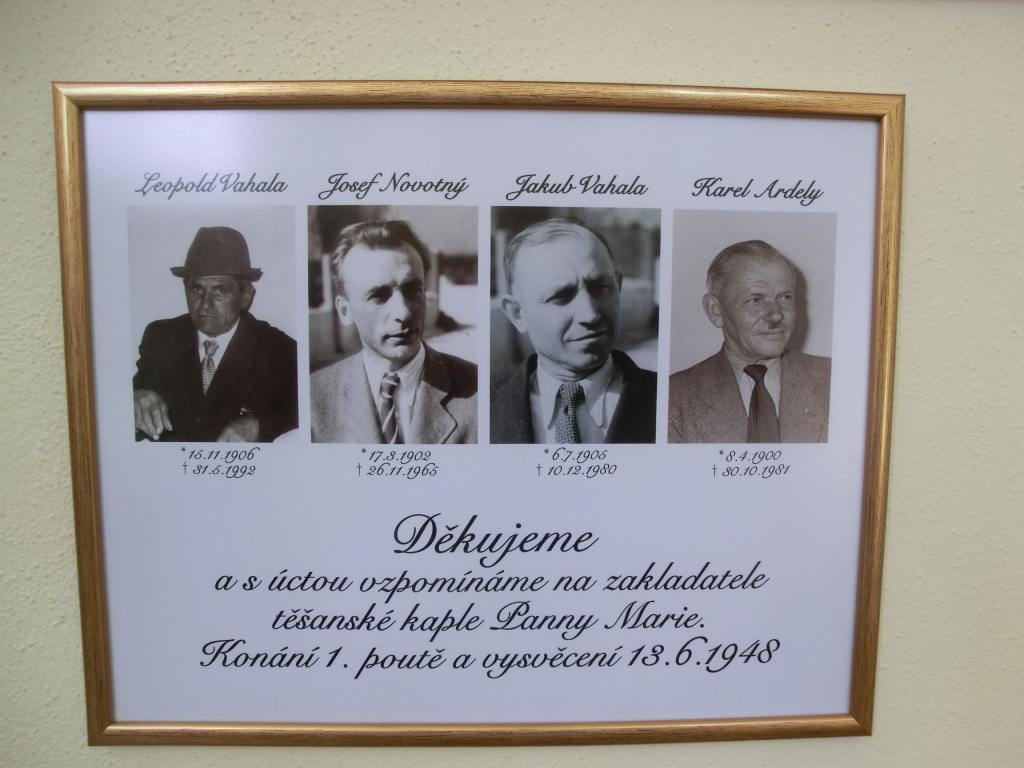 Leopold Vahala
Josef Novotný
Jakub Vahala
Karel Ardely
* 15.11.1906
† 31.5.1992
* 17.3.1902
† 26.11.1965
* 6.7.1905
† 10.12.1980
* 8.4.1900
† 30.10.1981
Děkujeme
a s úctou vzpomínáme na zakladatele
těšanské kaple Panny Marie.
Konání 1. poutě a vysvěcení 13.6.1948